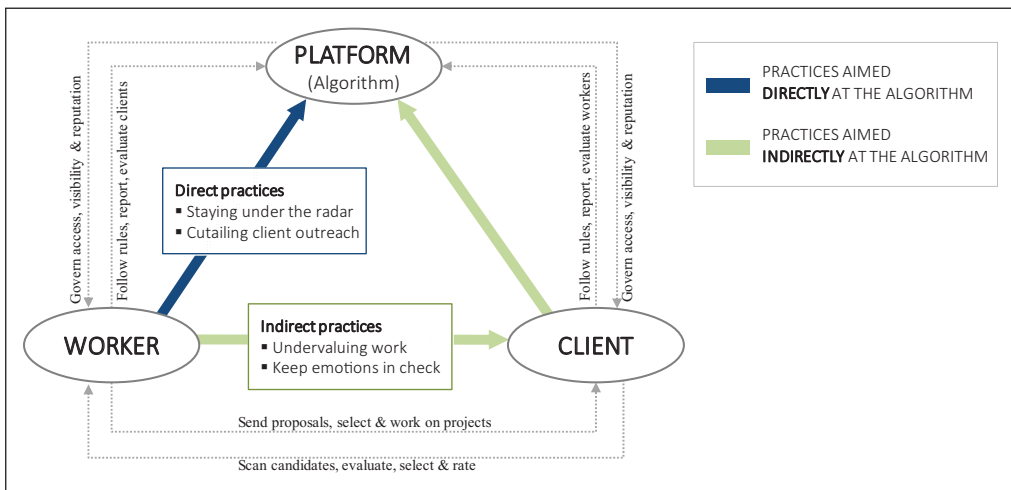 PLATFORM
(Algorithm)
PRACTICES AIMED
DIRECTLY AT THE ALGORITHM
PRACTICES AIMED
INDIRECTLY AT THE ALGORITHM
Govern access, visibility & reputation
Follow rules, report, evaluate clients
Direct practices
▪ Staying under the radar
▪ Cutailing client outreach
Follow rules, report, evaluate workers
Govern access, visibility & reputation
WORKER
Indirect practices
▪ Undervaluing work
▪ Keep emotions in check
CLIENT
Send proposals, select & work on projects
Scan candidates, evaluate, select & rate